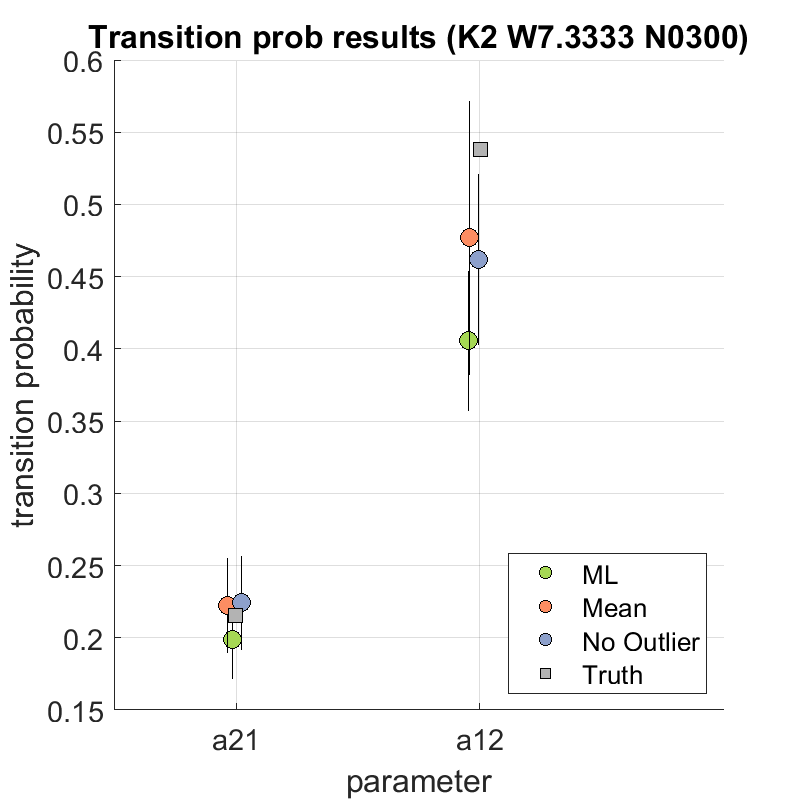 Transition prob results (K2 W7.3333 N0300)
0.6
0.55
0.5
0.45
0.4
0.35
0.3
0.25
0.2
0.15
transition probability
a21
a12
parameter
ML
Mean
No Outlier
Truth